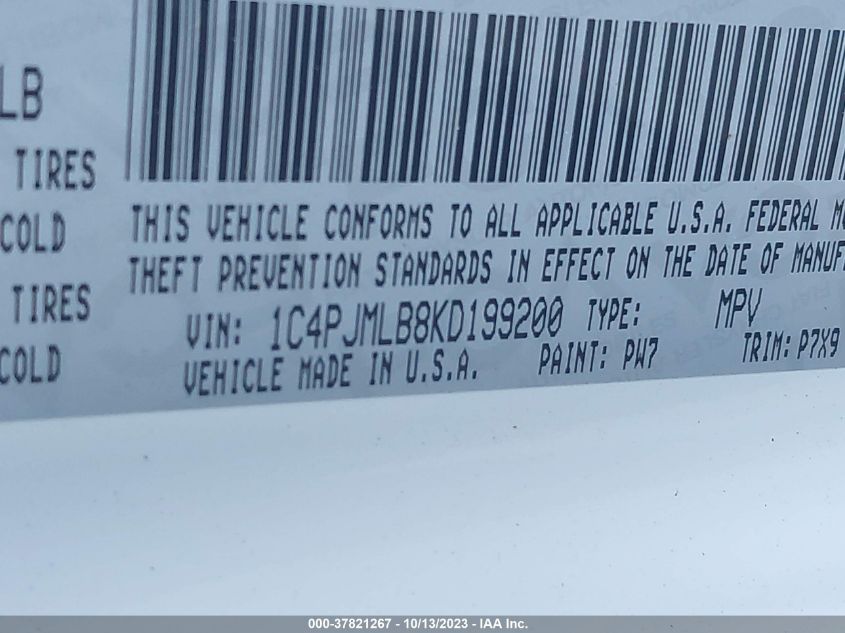 LB
TIRES
COLD
TIRES
COLD
THIS VEHICLE CONFORMS TO ALL APPLICABLE U.S.A. FEDERAL
THEFT PREVENTION STANDARDS IN EFFECT ON THE DATE OF MANUF
VIN: 1C4PJMLB8KD199200 TYPE: MPV
VEHICLE MADE IN U.S.A. PAINT: PW7 TRIM: P7X9
000-37821267 - 10/13/2023 - IAA Inc.